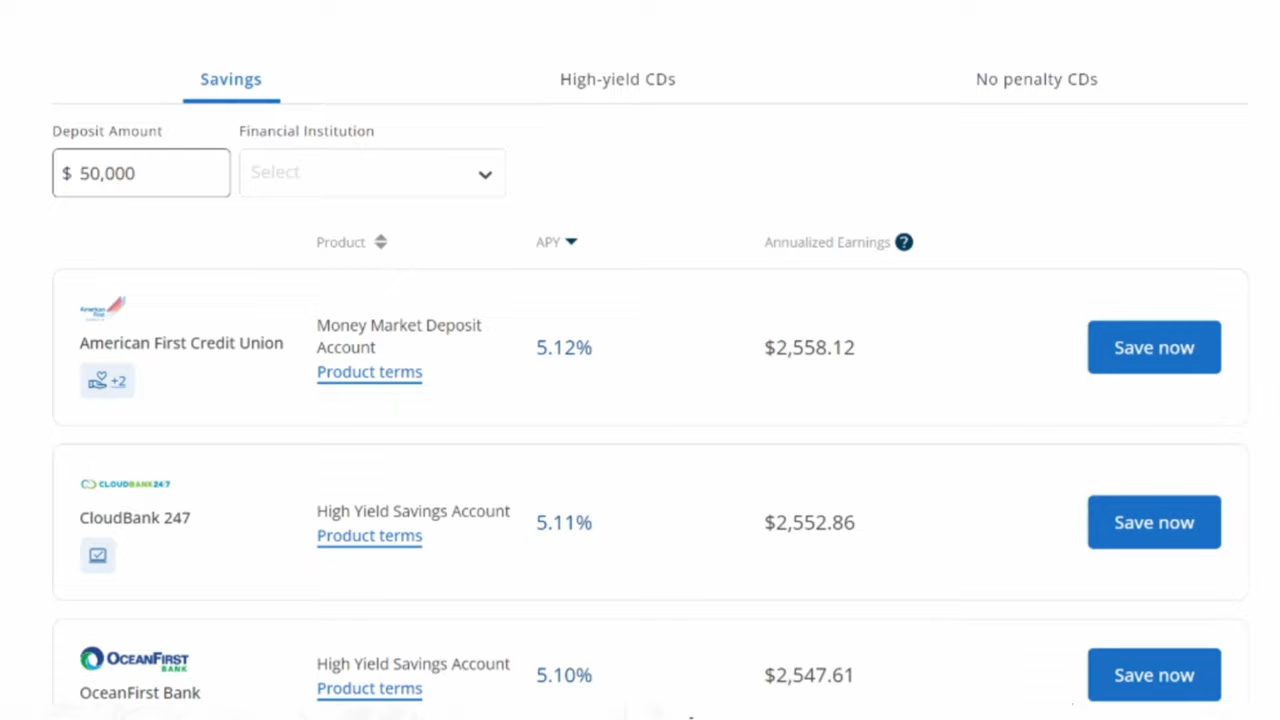 Savings
High-yield CDs
No penalty CDs
Deposit Amount
Financial Institution
$ 50,000
Select
Product
APY
Annualized Earnings ?
American First Credit Union
Money Market Deposit
Account
Product terms
5.12%
$2,558.12
Save now
+2
CLOUDBANK247
CloudBank 247
High Yield Savings Account
Product terms
5.11%
$2,552.86
Save now
OCEANFIRST
BANK
OceanFirst Bank
High Yield Savings Account
Product terms
5.10%
$2,547.61
Save now